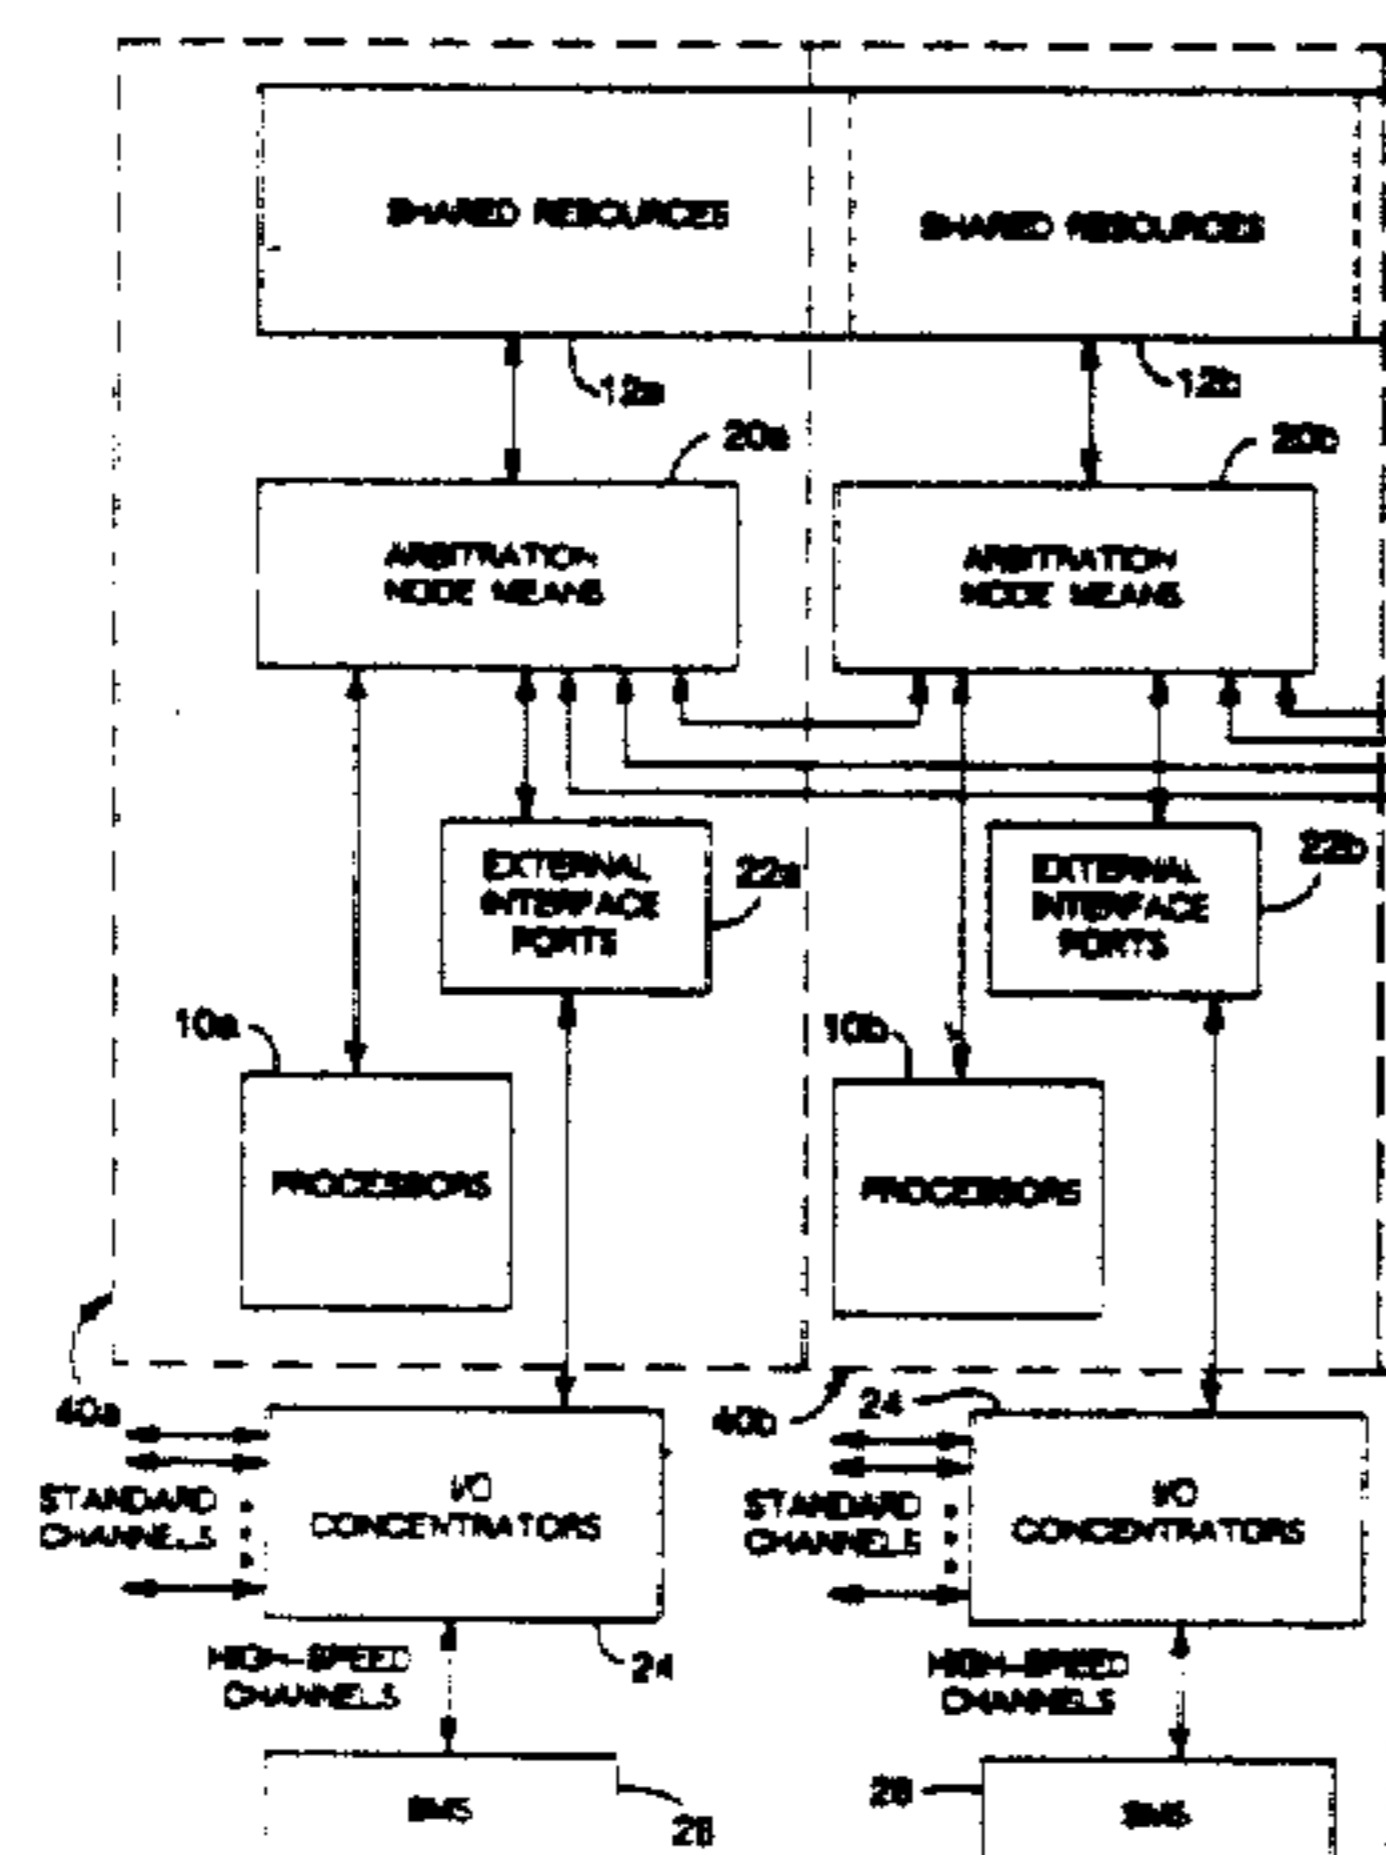 SHARED RESOURCES
SHARED RESOURCES
12a
12b
20a
20b
ARBITRATION
NODE MEANS
ARBITRATION
NODE MEANS
EXTERNAL
INTERFACE
PORTS
22a
EXTERNAL
INTERFACE
PORTS
22b
10a
10b
PROCESSORS
PROCESSORS
40a
40b
24
STANDARD
CHANNELS
I/O
CONCENTRATORS
STANDARD
CHANNELS
I/O
CONCENTRATORS
HIGH-SPEED
CHANNELS
24
HIGH-SPEED
CHANNELS
SMS
28
28
SMS